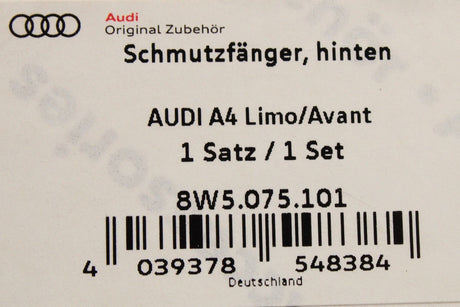 Audi
Original Zubehör
Schmutzfänger, hinten
AUDI A4 Limo/Avant
1 Satz / 1 Set
8W5.075.101
4 039378 548384
Deutschland